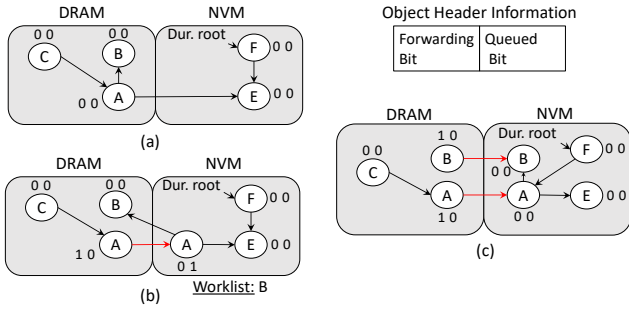 DRAM NVM
0 0 0 0 Dur. root
C B F 0 0
0 0 A E 0 0
(a)
DRAM NVM
0 0 0 0 Dur. root
C B F 0 0
A A E 0 0
1 0 0 1
Worklist: B
(b)
Object Header Information
Forwarding Queued
Bit Bit
DRAM NVM
1 0 Dur. root
0 0 B B F 0 0
C 0 0
A A E 0 0
1 0 0 0
(c)